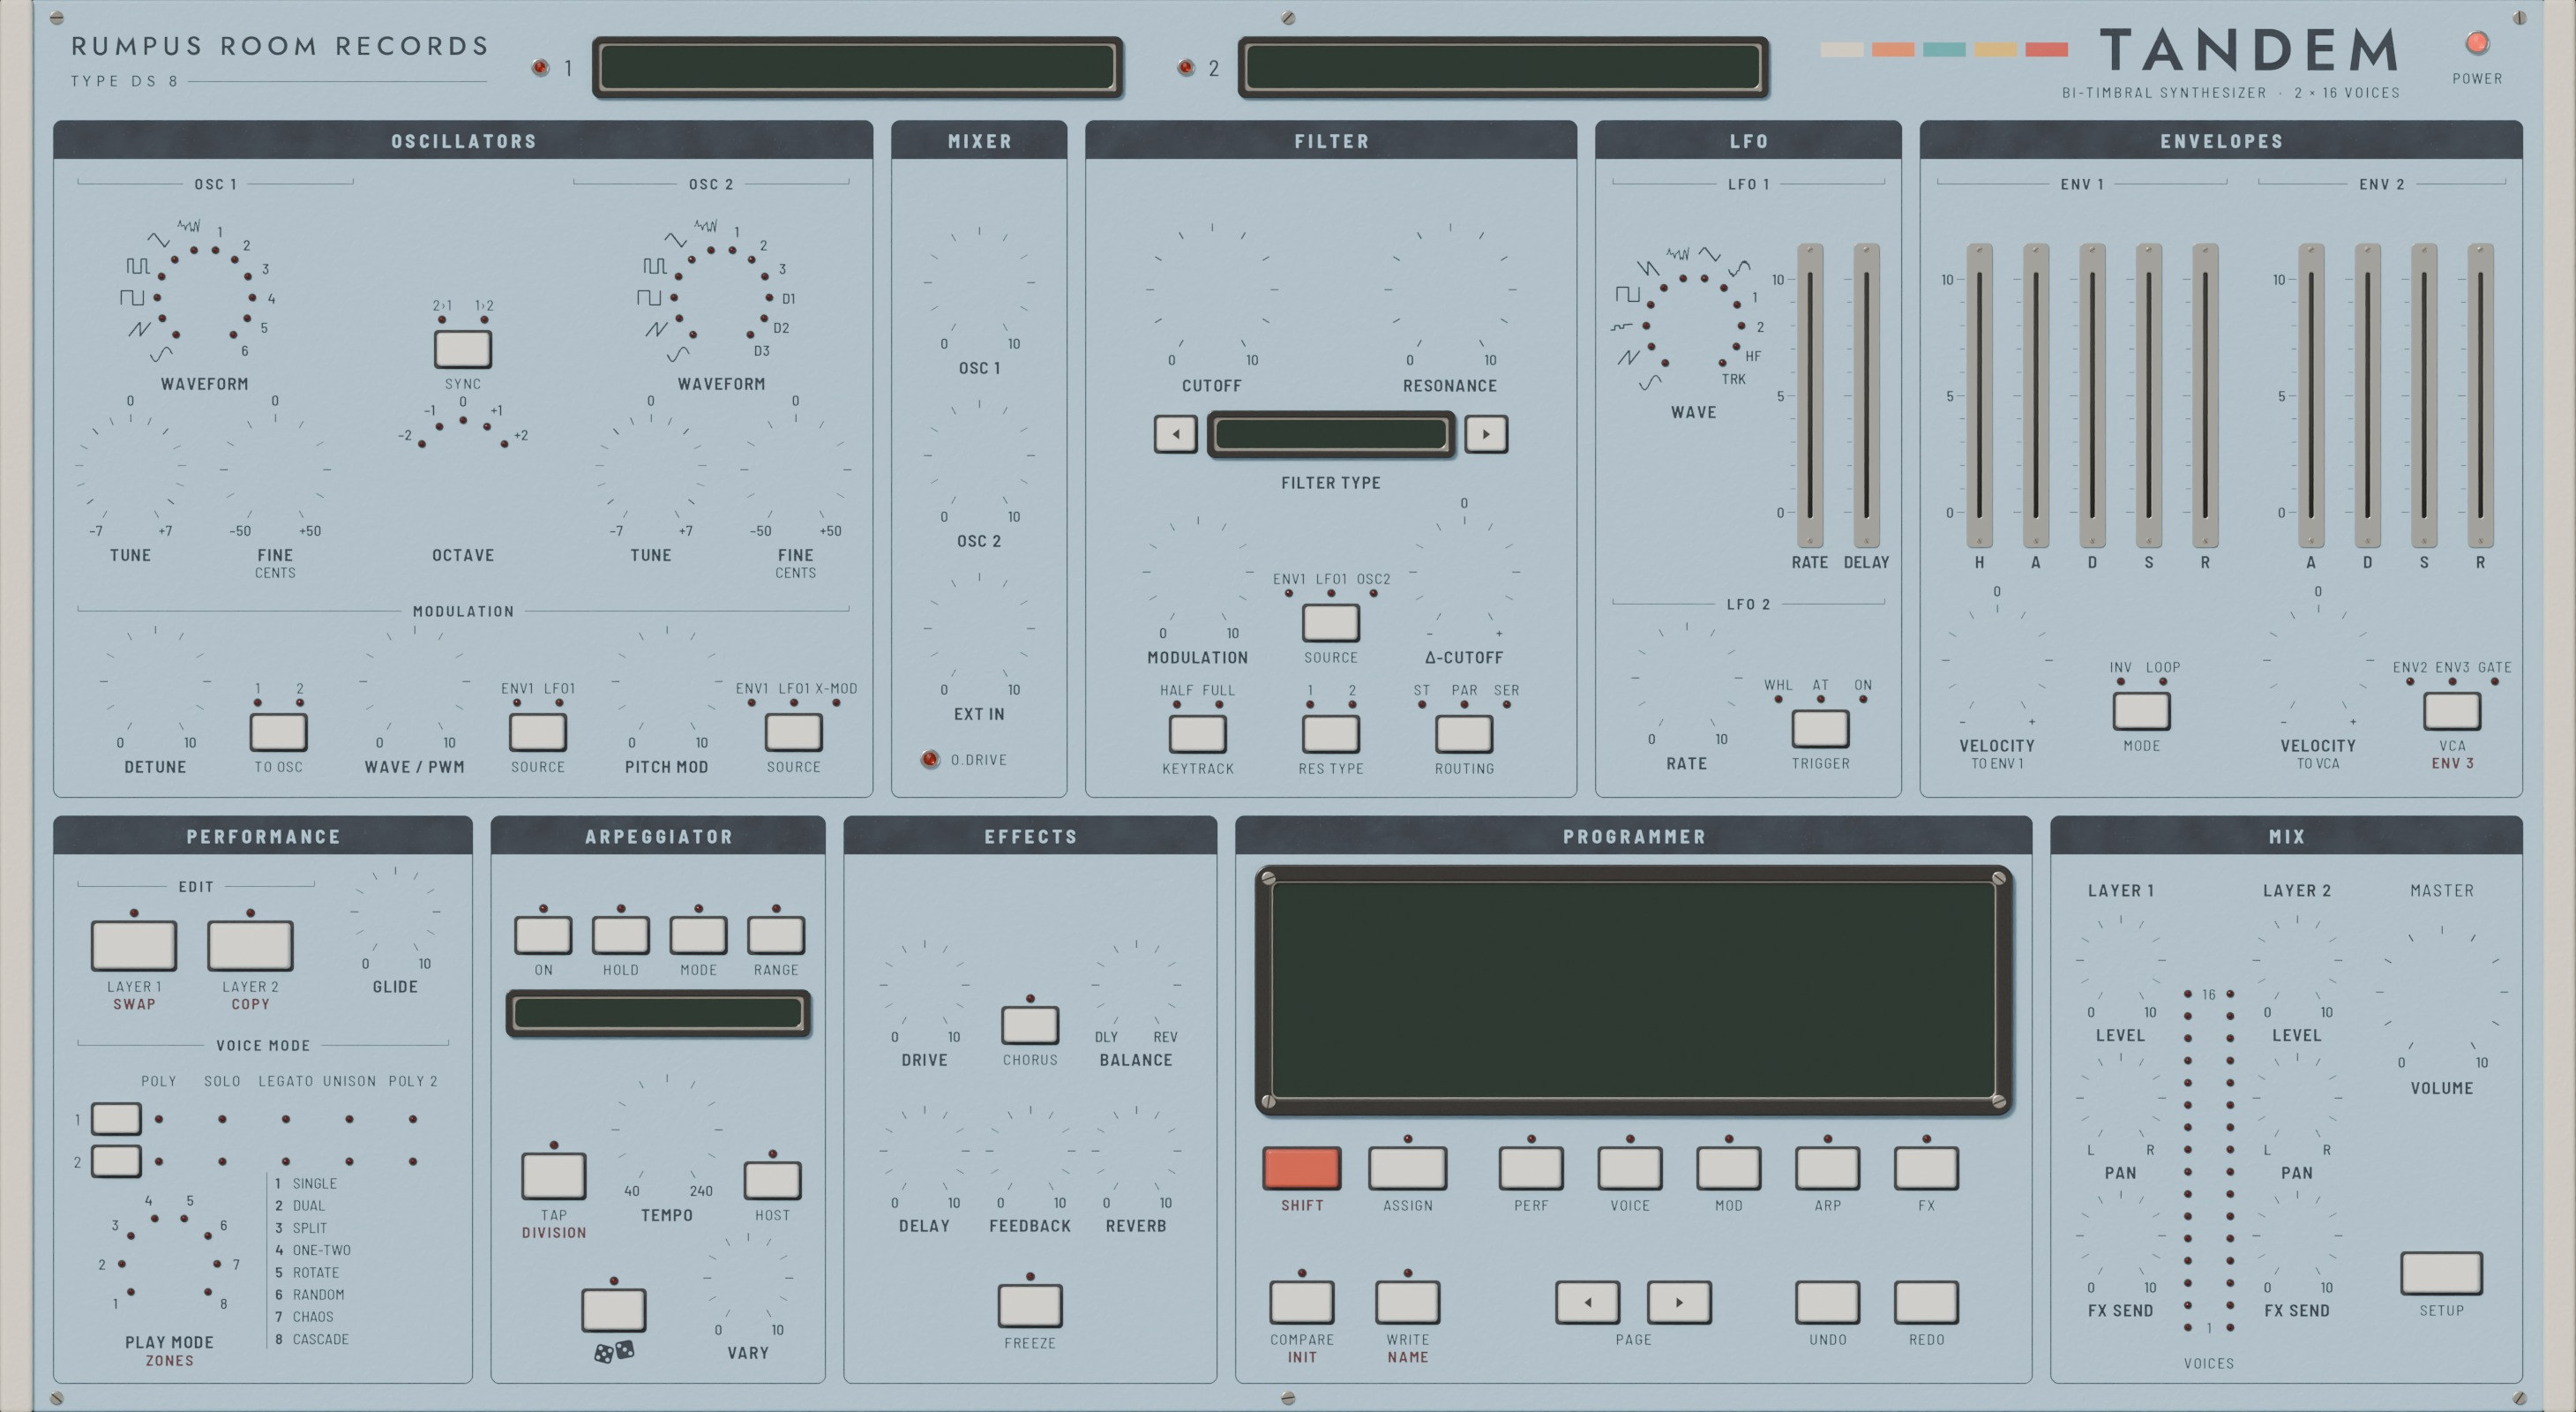 RUMPUS ROOM RECORDS
TYPE DS 8
1
2
TANDEM
BI-TIMBRAL SYNTHESIZER · 2 × 16 VOICES
POWER
OSCILLATORS
OSC 1
OSC 2
1
2
3
4
5
6
WAVEFORM
2›1 1›2
SYNC
1
2
3
D1
D2
D3
WAVEFORM
0
-7 +7
TUNE
0
-50 +50
FINE
CENTS
-2 -1 0 +1 +2
OCTAVE
-7 +7
TUNE
0
-50 +50
FINE
CENTS
MODULATION
0 10
DETUNE
1 2
TO OSC
0 10
WAVE / PWM
ENV1 LFO1
SOURCE
0 10
PITCH MOD
ENV1 LFO1 X-MOD
SOURCE
MIXER
0 10
OSC 1
0 10
OSC 2
0 10
EXT IN
O.DRIVE
FILTER
0 10
CUTOFF
0 10
RESONANCE
FILTER TYPE
0 10
MODULATION
ENV1 LFO1 OSC2
SOURCE
0
- +
Δ-CUTOFF
HALF FULL
KEYTRACK
1 2
RES TYPE
ST PAR SER
ROUTING
LFO
LFO 1
1
2
HF
TRK
WAVE
10
5
0
RATE DELAY
LFO 2
0 10
RATE
WHL AT ON
TRIGGER
ENVELOPES
ENV 1
10
5
0
H A D S R
ENV 2
10
5
0
A D S R
0
- +
VELOCITY
TO ENV 1
INV LOOP
MODE
0
- +
VELOCITY
TO VCA
ENV2 ENV3 GATE
VCA
ENV 3
PERFORMANCE
EDIT
LAYER 1
SWAP
LAYER 2
COPY
0 10
GLIDE
VOICE MODE
POLY SOLO LEGATO UNISON POLY 2
1
2
1 2 3 4 5 6 7 8
PLAY MODE
ZONES
1 SINGLE
2 DUAL
3 SPLIT
4 ONE-TWO
5 ROTATE
6 RANDOM
7 CHAOS
8 CASCADE
ARPEGGIATOR
ON HOLD MODE RANGE
TAP
DIVISION
40 240
TEMPO
HOST
0 10
VARY
EFFECTS
0 10
DRIVE
CHORUS
DLY REV
BALANCE
0 10
DELAY
0 10
FEEDBACK
0 10
REVERB
FREEZE
PROGRAMMER
SHIFT ASSIGN PERF VOICE MOD ARP FX
COMPARE
INIT
WRITE
NAME
PAGE
UNDO REDO
MIX
LAYER 1
0 10
LEVEL
L R
PAN
0 10
FX SEND
16
1
VOICES
LAYER 2
0 10
LEVEL
L R
PAN
0 10
FX SEND
MASTER
0 10
VOLUME
SETUP